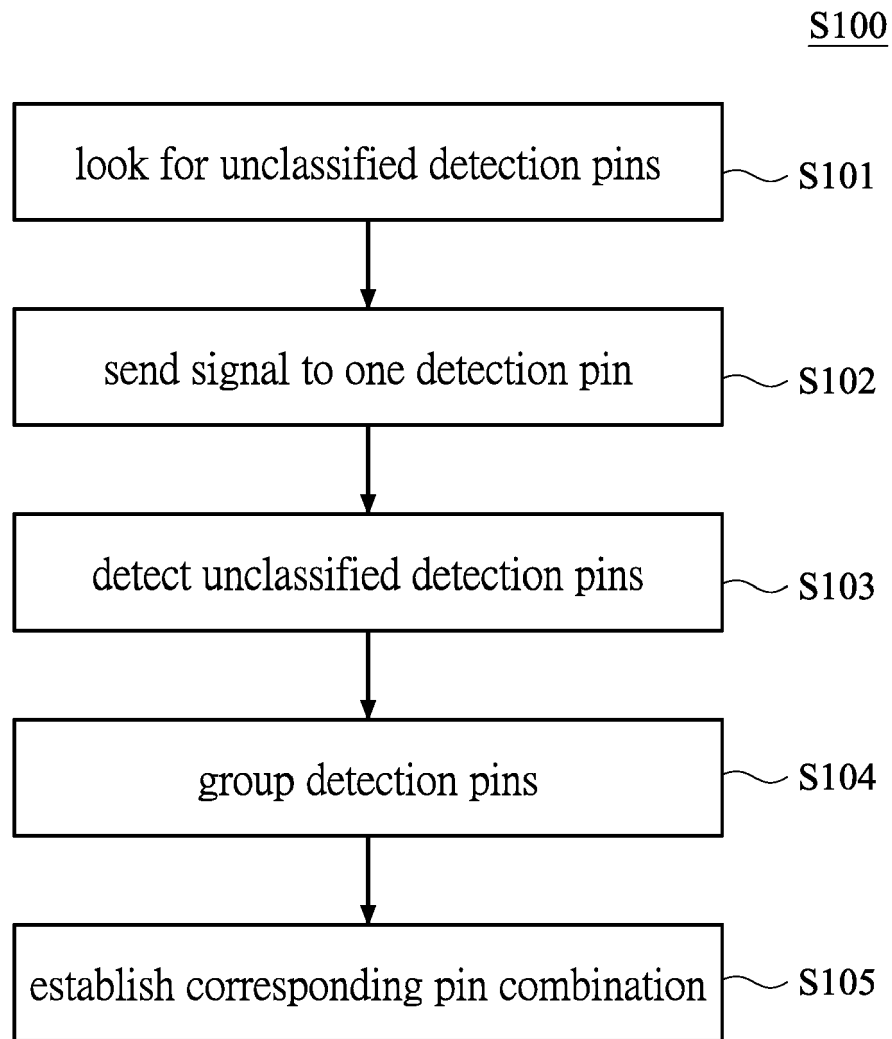 S100
look for unclassified detection pins
S101
send signal to one detection pin
S102
detect unclassified detection pins
S103
group detection pins
S104
establish corresponding pin combination
S105